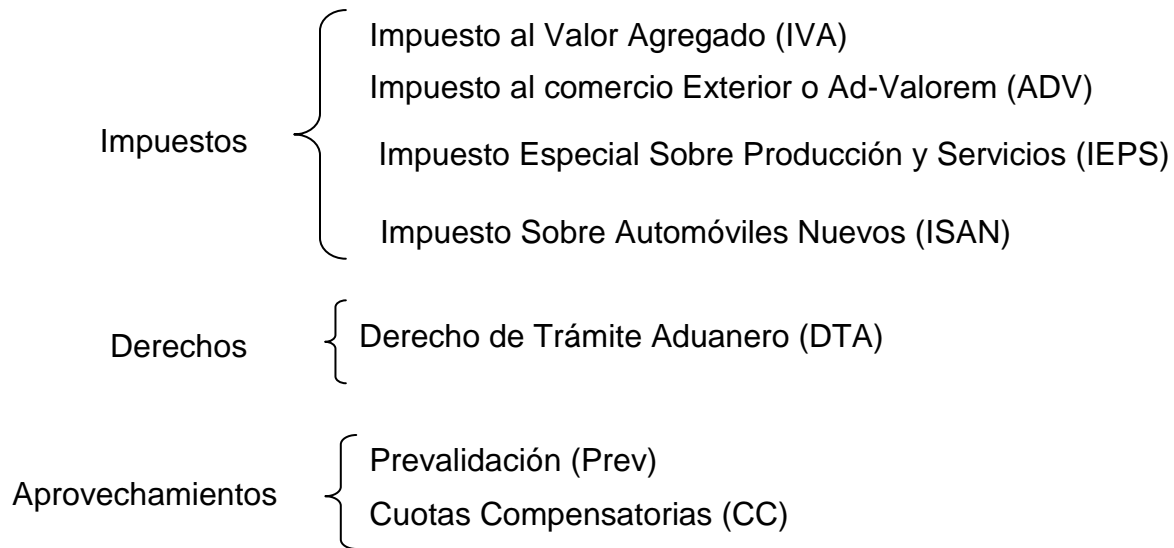 Impuestos
Impuesto al Valor Agregado (IVA)
Impuesto al comercio Exterior o Ad-Valorem (ADV)
Impuesto Especial Sobre Producción y Servicios (IEPS)
Impuesto Sobre Automóviles Nuevos (ISAN)
Derechos
Derecho de Trámite Aduanero (DTA)
Aprovechamientos
Prevalidación (Prev)
Cuotas Compensatorias (CC)